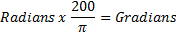 Radians x 200/π = Gradians